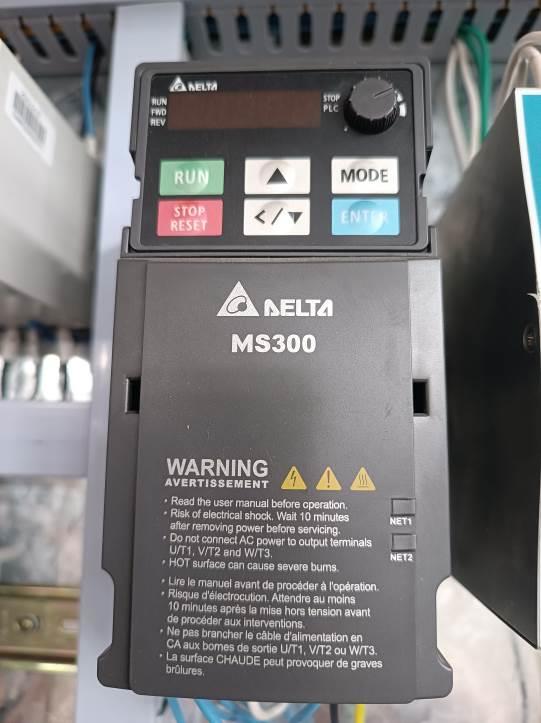 DELTA
RUN
FWD
REV
STOP
PLC
RUN
MODE
STOP
RESET
</
ENTER
DELTA
MS300
WARNING
AVERTISSEMENT
• Read the user manual before operation.
• Risk of electrical shock. Wait 10 minutes
after removing power before servicing.
• Do not connect AC power to output terminals
U/T1, V/T2 and W/T3.
• HOT surface can cause severe burns.
NET1
NET2
• Lire le manuel avant de procéder à l'opération.
• Risque d'électrocution. Attendre au moins
10 minutes après la mise hors tension avant
de procéder aux interventions.
• Ne pas brancher le câble d'alimentation en
CA aux bornes de sortie U/T1, V/T2 ou W/T3.
• La surface CHAUDE peut provoquer de graves
brûlures.